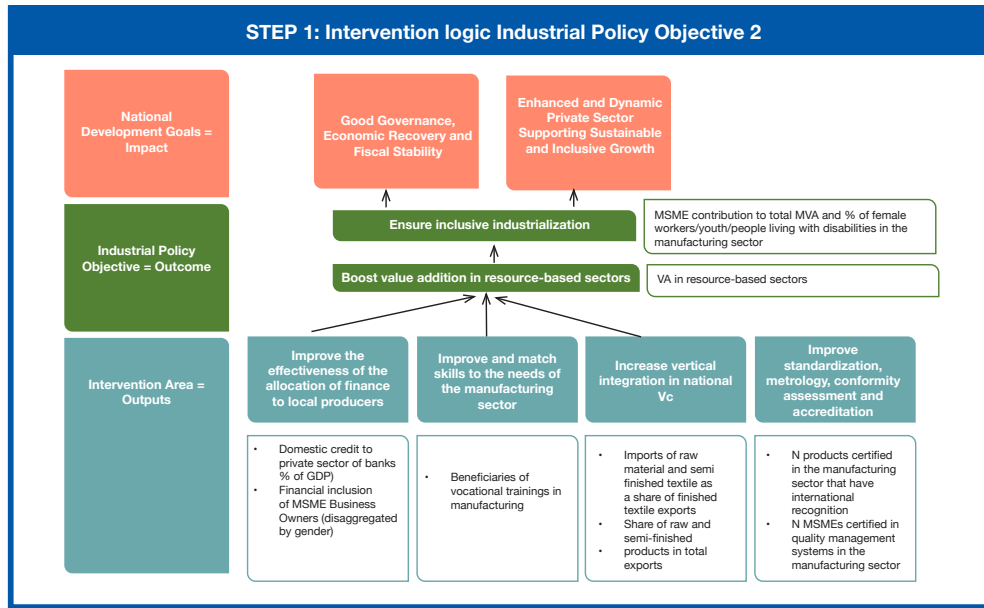 STEP 1: Intervention logic Industrial Policy Objective 2
National
Development Goals =
Impact
Good Governance,
Economic Recovery and
Fiscal Stability
Enhanced and Dynamic
Private Sector
Supporting Sustainable
and Inclusive Growth
Industrial Policy
Objective = Outcome
Ensure inclusive industrialization
MSME contribution to total MVA and % of female
workers/youth/people living with disabilities in the
manufacturing sector
Boost value addition in resource-based sectors
VA in resource-based sectors
Intervention Area =
Outputs
Improve the
effectiveness of the
allocation of finance
to local producers
Improve and match
skills to the needs of
the manufacturing
sector
Increase vertical
integration in national
Vc
Improve
standardization,
metrology, conformity
assessment and
accreditation
• Domestic credit to
private sector of banks
% of GDP)
• Financial inclusion
of MSME Business
Owners (disaggregated
by gender)
• Beneficiaries of
vocational trainings in
manufacturing
• Imports of raw
material and semi
finished textile as
a share of finished
textile exports
• Share of raw and
semi-finished
• products in total
exports
• N products certified
in the manufacturing
sector that have
international
recognition
• N MSMEs certified in
quality management
systems in the
manufacturing sector